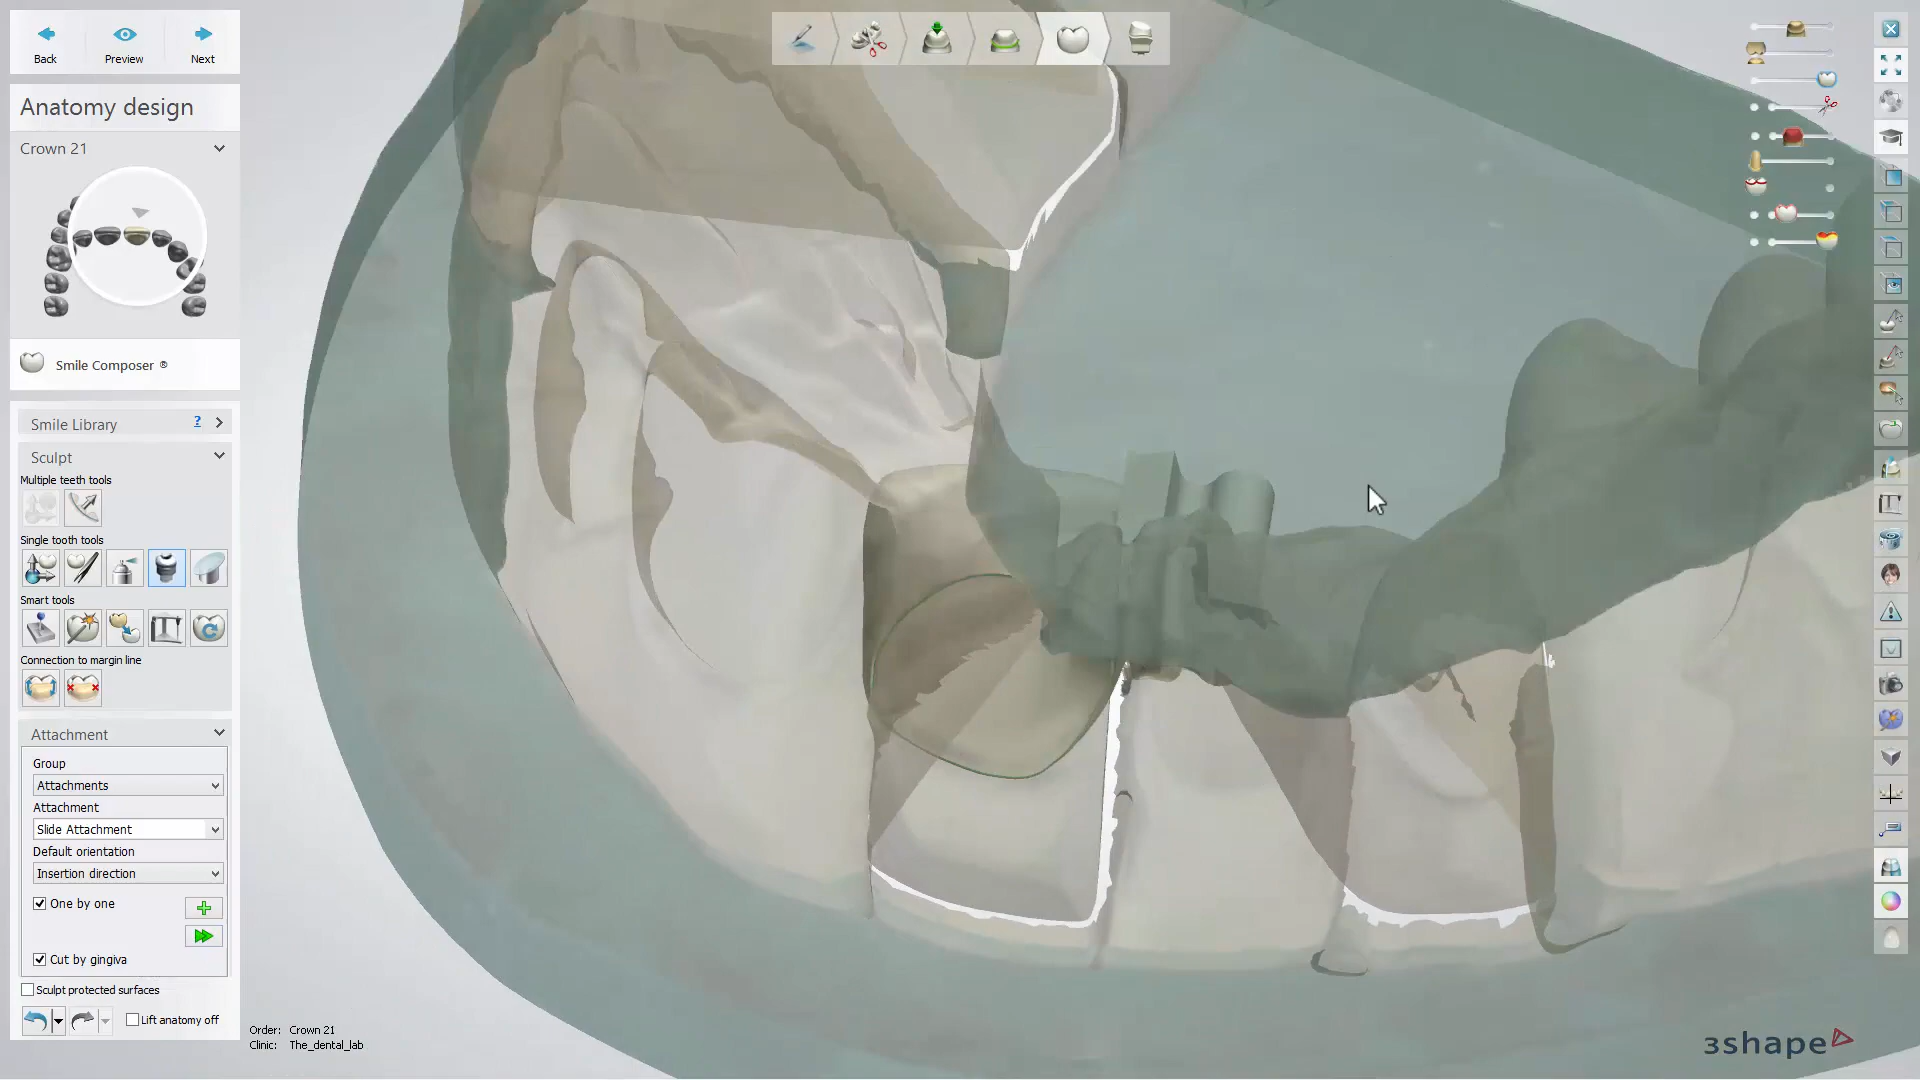 Back
Preview
Next
Anatomy design
Crown 21
Smile Composer ®
Smile Library
?
Sculpt
Multiple teeth tools
Single tooth tools
Smart tools
Connection to margin line
Attachment
Group
Attachments
Attachment
Slide Attachment
Default orientation
Insertion direction
One by one
Cut by gingiva
Sculpt protected surfaces
Lift anatomy off
Order: Crown 21
Clinic: The_dental_lab
3shape